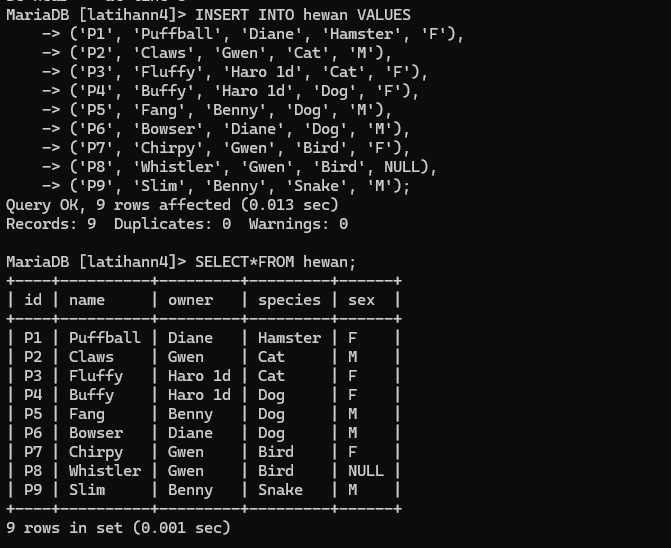 MariaDB [latihann4]> INSERT INTO hewan VALUES
    -> ('P1', 'Puffball', 'Diane', 'Hamster', 'F'),
    -> ('P2', 'Claws', 'Gwen', 'Cat', 'M'),
    -> ('P3', 'Fluffy', 'Haro 1d', 'Cat', 'F'),
    -> ('P4', 'Buffy', 'Haro 1d', 'Dog', 'F'),
    -> ('P5', 'Fang', 'Benny', 'Dog', 'M'),
    -> ('P6', 'Bowser', 'Diane', 'Dog', 'M'),
    -> ('P7', 'Chirpy', 'Gwen', 'Bird', 'F'),
    -> ('P8', 'Whistler', 'Gwen', 'Bird', NULL),
    -> ('P9', 'Slim', 'Benny', 'Snake', 'M');
Query OK, 9 rows affected (0.013 sec)
Records: 9  Duplicates: 0  Warnings: 0

MariaDB [latihann4]> SELECT*FROM hewan;
+----+----------+---------+---------+------+
| id | name     | owner   | species | sex  |
+----+----------+---------+---------+------+
| P1 | Puffball | Diane   | Hamster | F    |
| P2 | Claws    | Gwen    | Cat     | M    |
| P3 | Fluffy   | Haro 1d | Cat     | F    |
| P4 | Buffy    | Haro 1d | Dog     | F    |
| P5 | Fang     | Benny   | Dog     | M    |
| P6 | Bowser   | Diane   | Dog     | M    |
| P7 | Chirpy   | Gwen    | Bird    | F    |
| P8 | Whistler | Gwen    | Bird    | NULL |
| P9 | Slim     | Benny   | Snake   | M    |
+----+----------+---------+---------+------+
9 rows in set (0.001 sec)